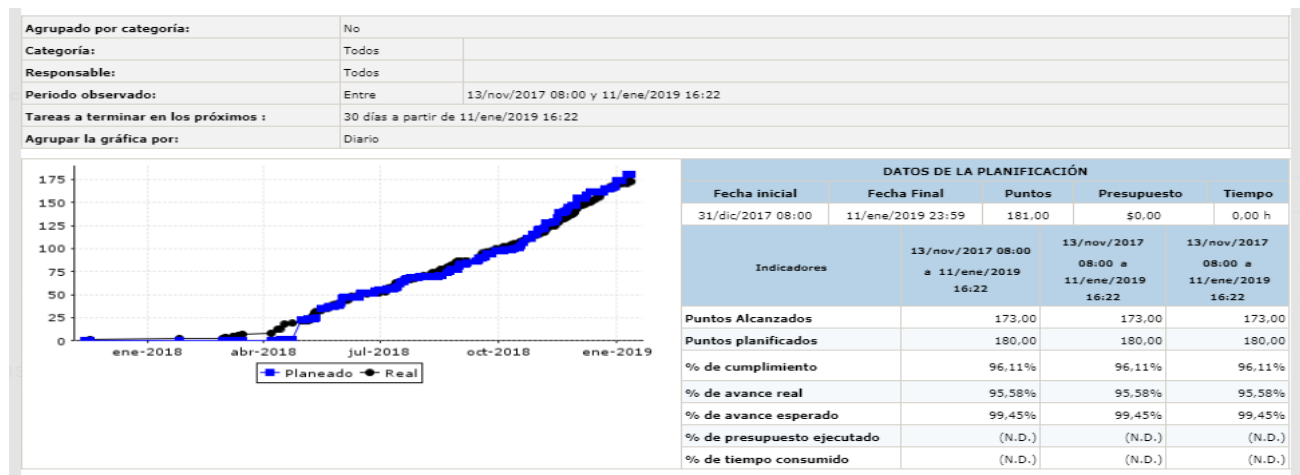 Agrupado por categoría: No
Categoría: Todos
Responsable: Todos
Periodo observado: Entre 13/nov/2017 08:00 y 11/ene/2019 16:22
Tareas a terminar en los próximos : 30 días a partir de 11/ene/2019 16:22
Agrupar la gráfica por: Diario
175
150
125
100
75
50
25
0
ene-2018 abr-2018 jul-2018 oct-2018 ene-2019
Planeado Real
DATOS DE LA PLANIFICACIÓN
Fecha inicial Fecha Final Puntos Presupuesto Tiempo
31/dic/2017 08:00 11/ene/2019 23:59 181,00 $0,00 0,00 h
Indicadores
13/nov/2017 08:00
a 11/ene/2019
16:22
13/nov/2017
08:00 a
11/ene/2019
16:22
13/nov/2017
08:00 a
11/ene/2019
16:22
Puntos Alcanzados 173,00 173,00 173,00
Puntos planificados 180,00 180,00 180,00
% de cumplimiento 96,11% 96,11% 96,11%
% de avance real 95,58% 95,58% 95,58%
% de avance esperado 99,45% 99,45% 99,45%
% de presupuesto ejecutado (N.D.) (N.D.) (N.D.)
% de tiempo consumido (N.D.) (N.D.) (N.D.)